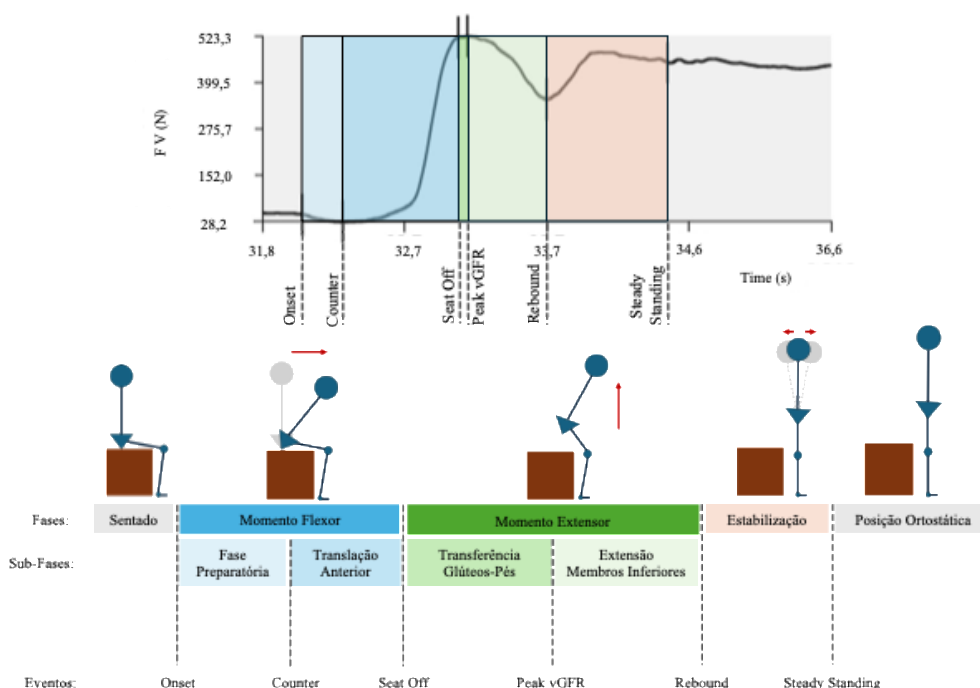 523,3
399,5
275,7
152,0
28,2
F V (N)
31,8
32,7
33,7
34,6
36,6
Time (s)
Onset
Counter
Seat Off
Peak vGFR
Rebound
Steady
Standing
Fases:
Sentado
Momento Flexor
Momento Extensor
Estabilização
Posição Ortostática
Sub-Fases:
Fase
Preparatória
Translação
Anterior
Transferência
Glúteos-Pés
Extensão
Membros Inferiores
Eventos:
Onset
Counter
Seat Off
Peak vGFR
Rebound
Steady Standing